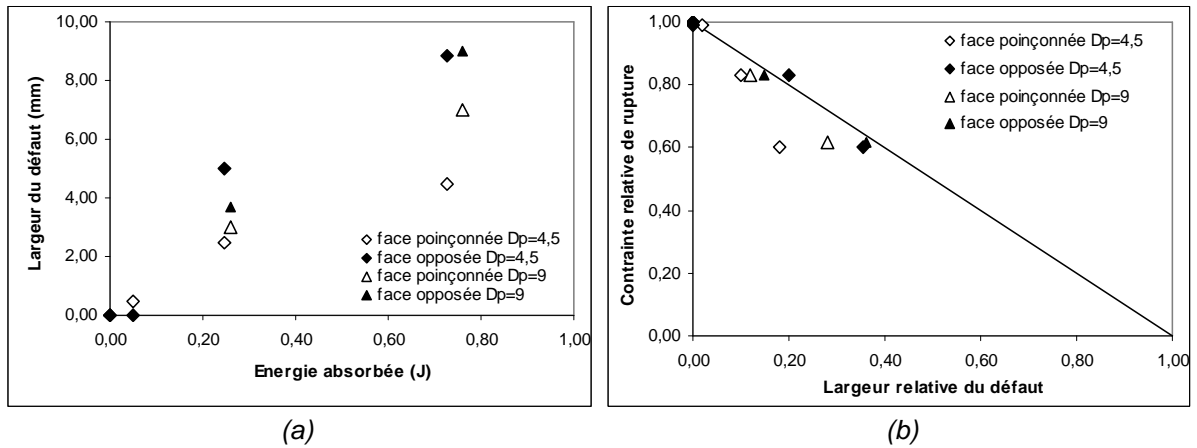 10,00
8,00
6,00
4,00
2,00
0,00
Largeur du défaut (mm)
face poinçonnée Dp=4,5
face opposée Dp=4,5
face poinçonnée Dp=9
face opposée Dp=9
0,00 0,20 0,40 0,60 0,80 1,00
Energie absorbée (J)
(a)
1,00
0,80
0,60
0,40
0,20
0,00
Contrainte relative de rupture
face poinçonnée Dp=4,5
face opposée Dp=4,5
face poinçonnée Dp=9
face opposée Dp=9
0,00 0,20 0,40 0,60 0,80 1,00
Largeur relative du défaut
(b)